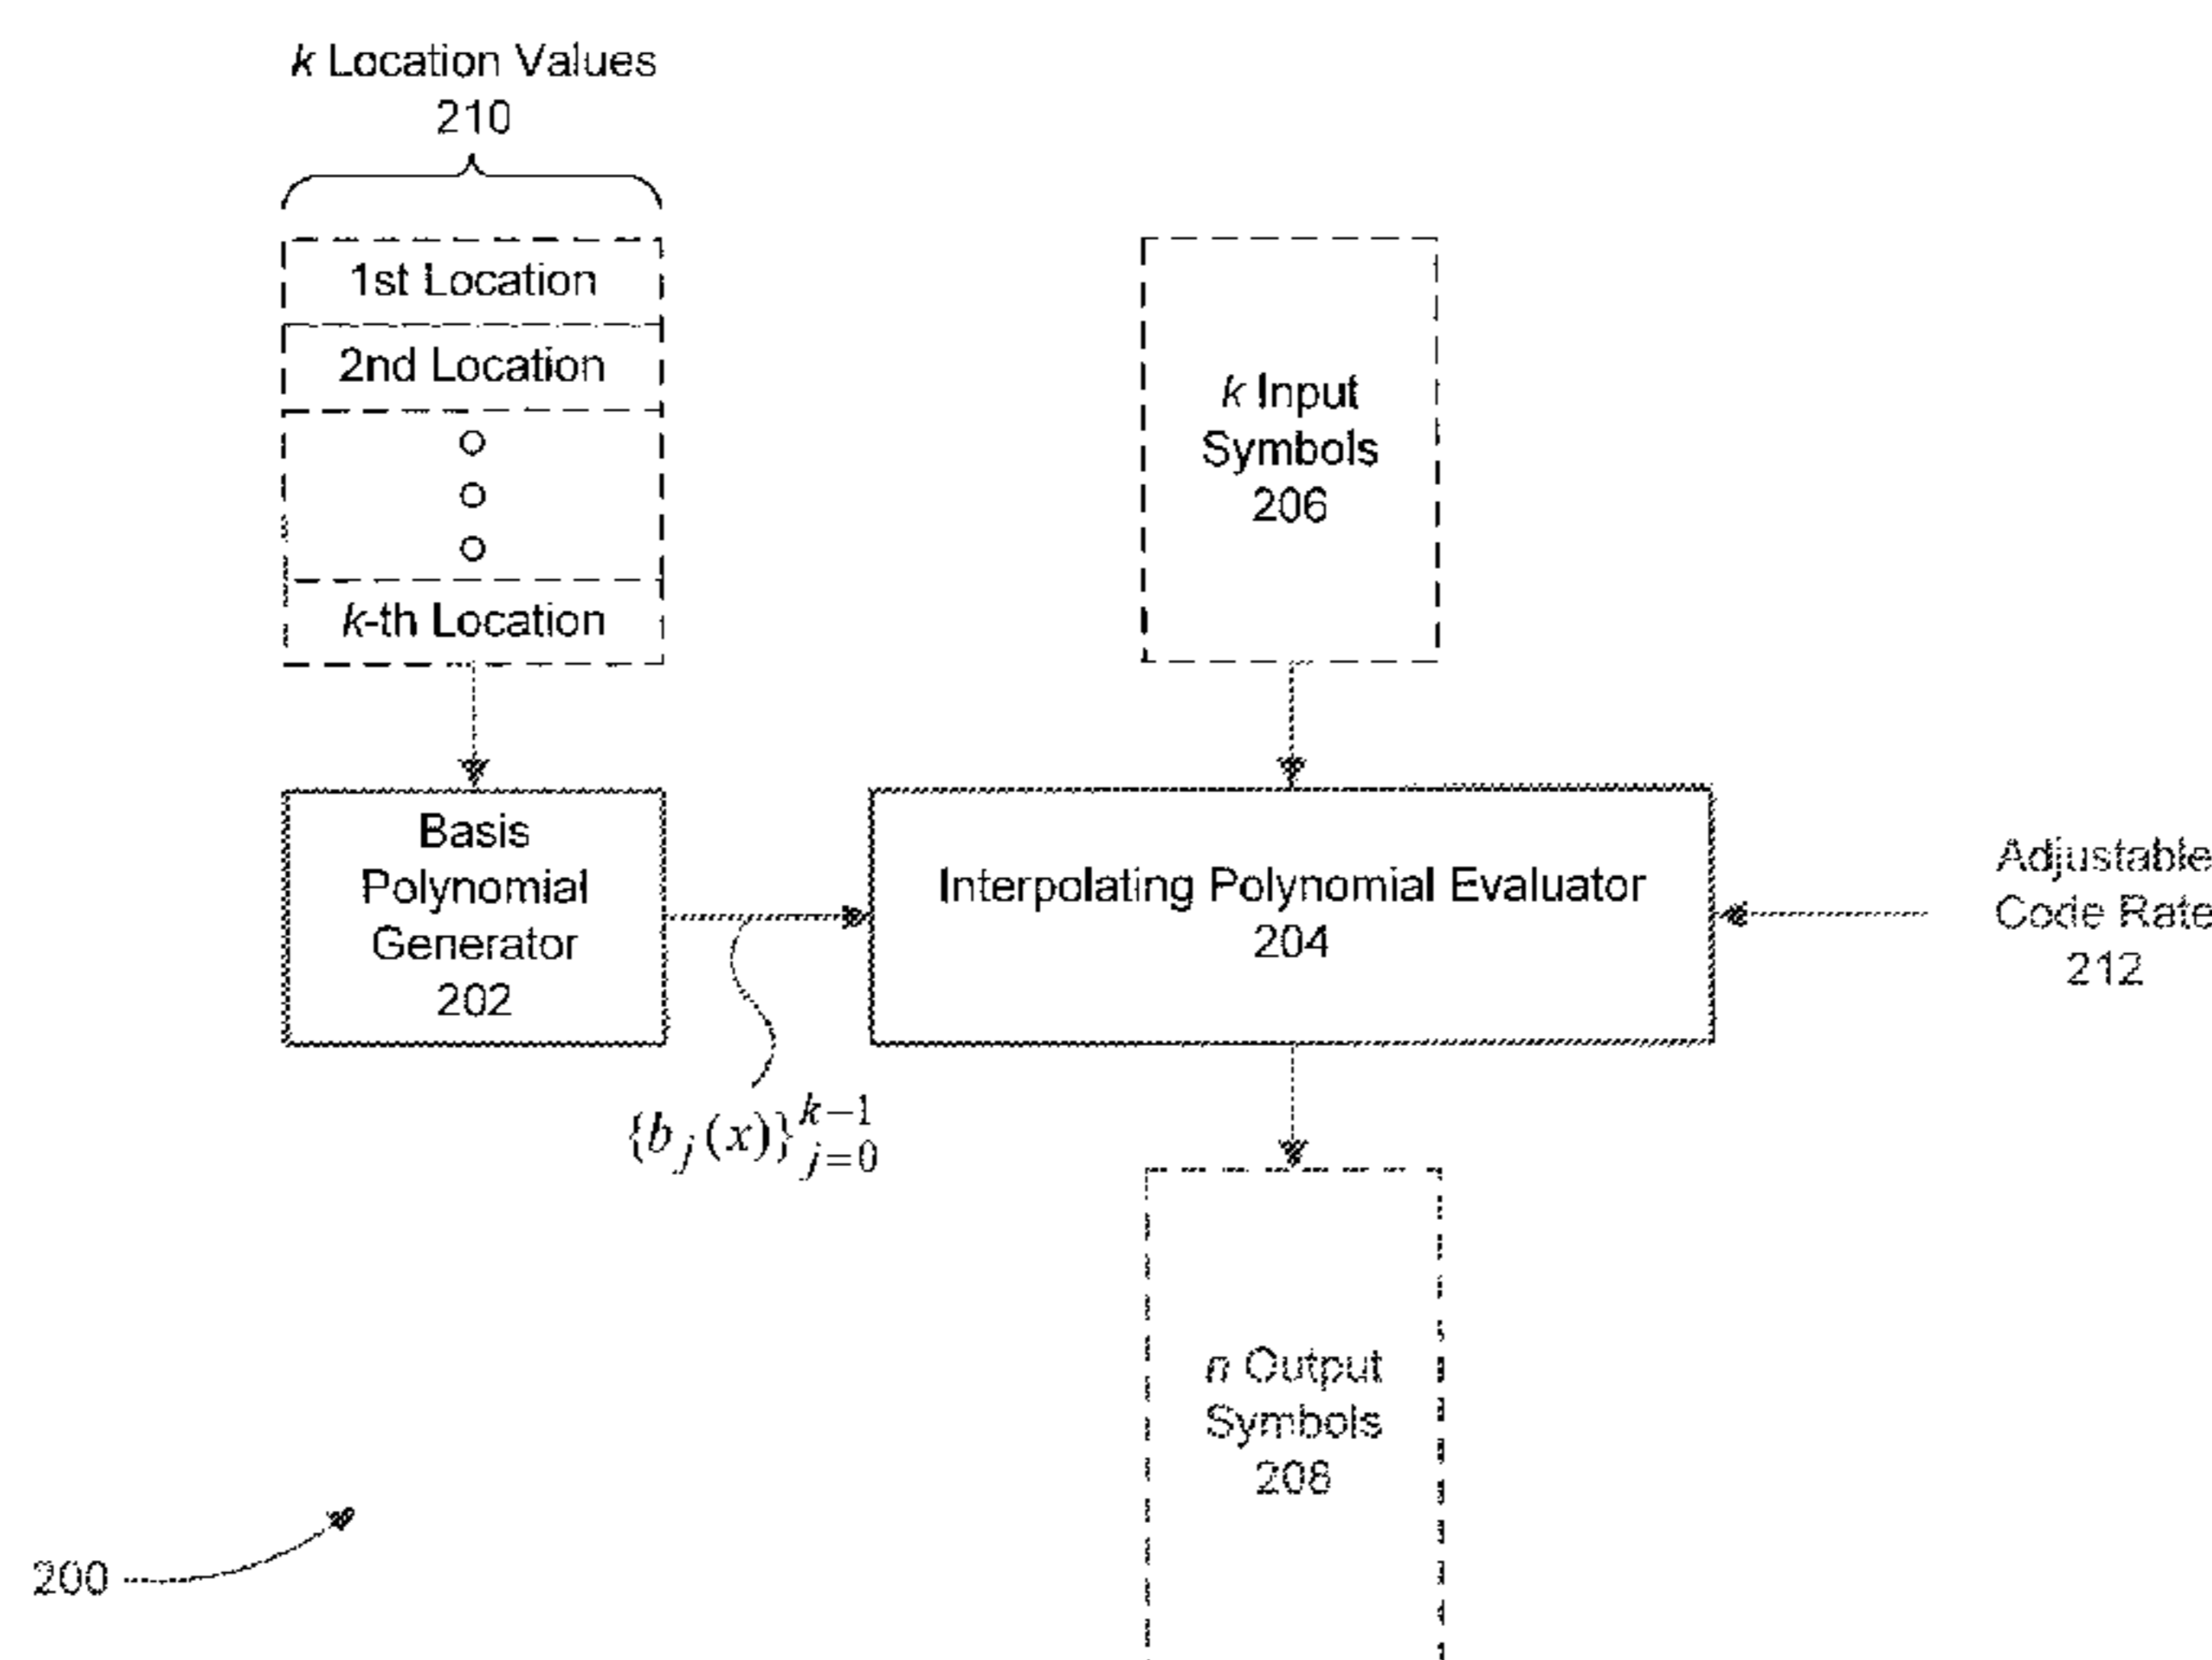 k Location Values
210
1st Location
2nd Location
k-th Location
k Input
Symbols
206
Basis
Polynomial
Generator
202
Interpolating Polynomial Evaluator
204
Adjustable
Code Rate
212
{b_j(x)}_{j=0}^{k-1}
n Output
Symbols
208
200